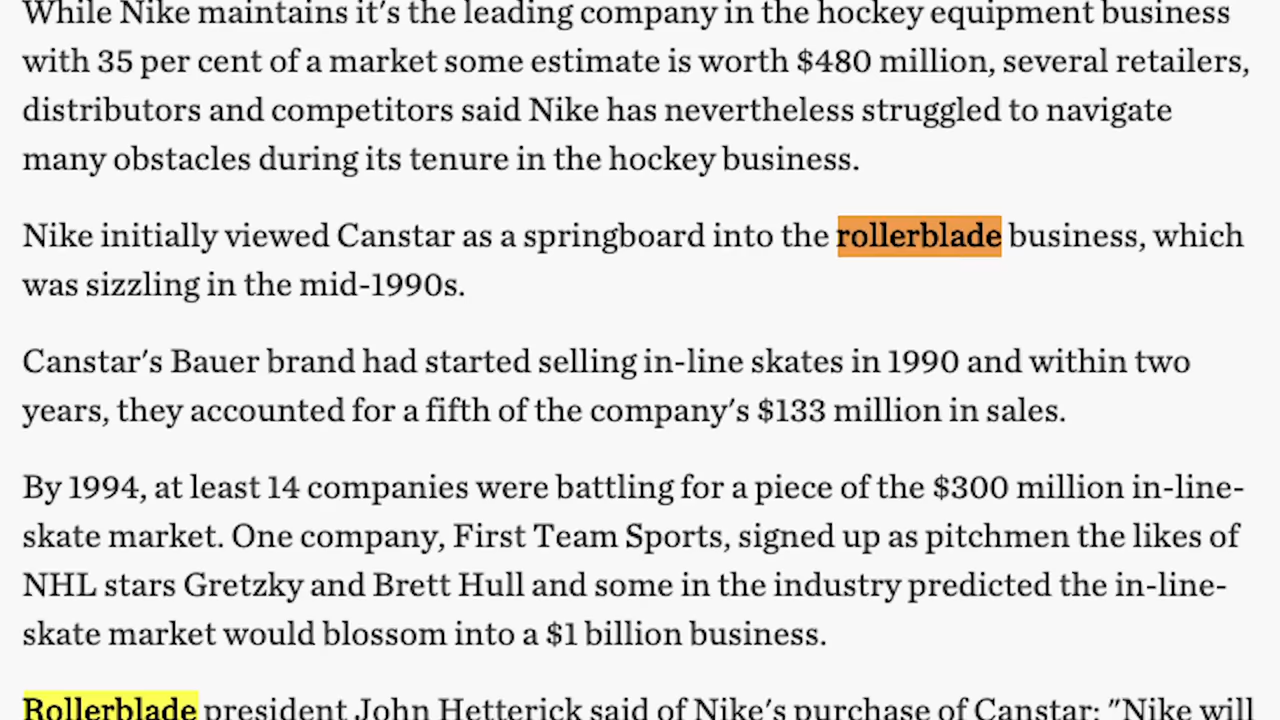 While Nike maintains it's the leading company in the hockey equipment business
with 35 per cent of a market some estimate is worth $480 million, several retailers,
distributors and competitors said Nike has nevertheless struggled to navigate
many obstacles during its tenure in the hockey business.
Nike initially viewed Canstar as a springboard into the rollerblade business, which
was sizzling in the mid-1990s.
Canstar's Bauer brand had started selling in-line skates in 1990 and within two
years, they accounted for a fifth of the company's $133 million in sales.
By 1994, at least 14 companies were battling for a piece of the $300 million in-line-
skate market. One company, First Team Sports, signed up as pitchmen the likes of
NHL stars Gretzky and Brett Hull and some in the industry predicted the in-line-
skate market would blossom into a $1 billion business.
Rollerblade president John Hetterick said of Nike's purchase of Canstar: "Nike will